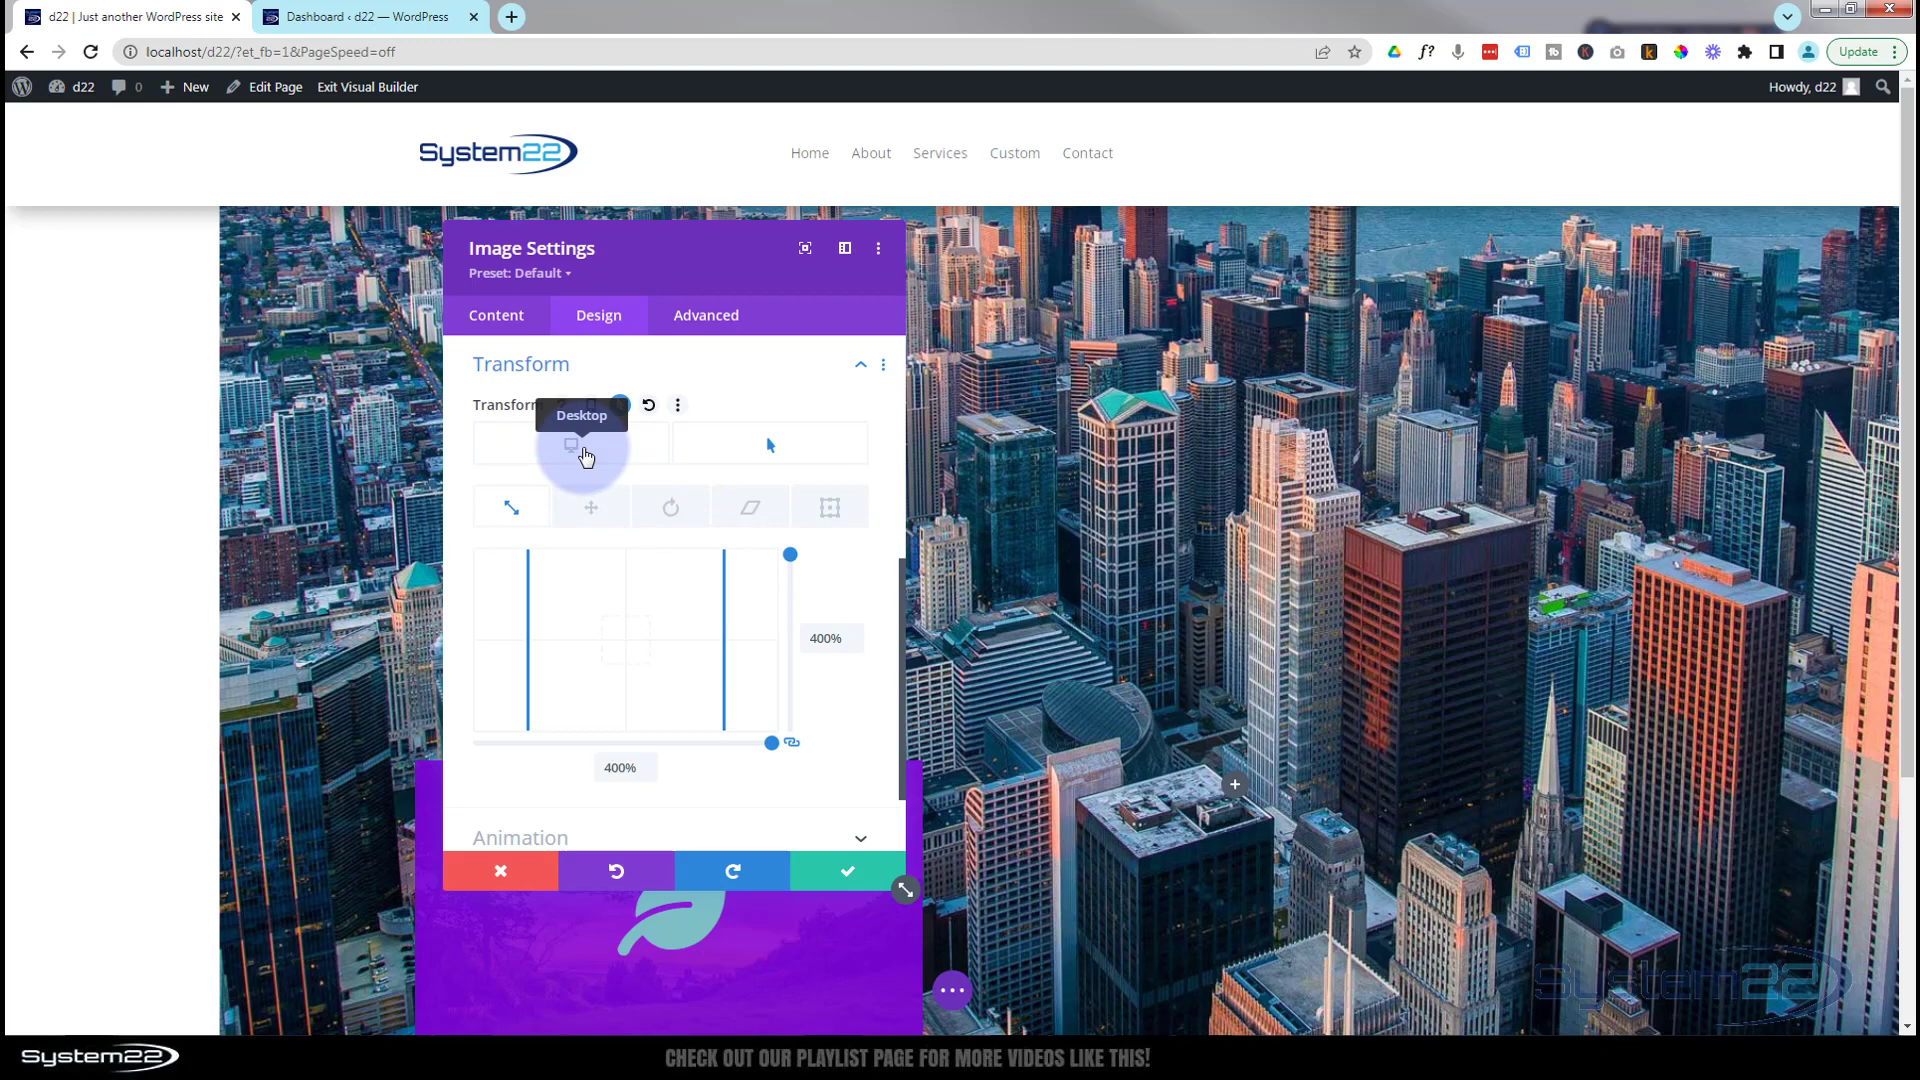 d22 | Just another WordPress site
Dashboard ‹ d22 — WordPress
localhost/d22/?et_fb=1&PageSpeed=off
Update
d22
0
New
Edit Page
Exit Visual Builder
Howdy, d22
System22
Home
About
Services
Custom
Contact
Image Settings
Preset: Default
Content
Design
Advanced
Transform
Transform
Desktop
400%
400%
Animation
System22
System22
CHECK OUT OUR PLAYLIST PAGE FOR MORE VIDEOS LIKE THIS!